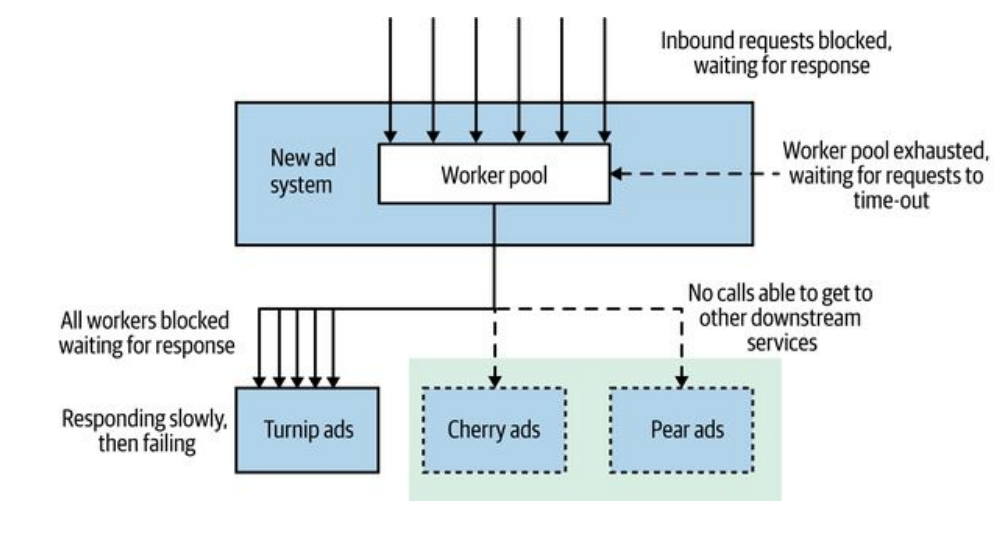 Inbound requests blocked,
waiting for response
New ad
system
Worker pool
Worker pool exhausted,
waiting for requests to
time-out
No calls able to get to
other downstream
services
All workers blocked
waiting for response
Responding slowly,
then failing
Turnip ads
Cherry ads
Pear ads